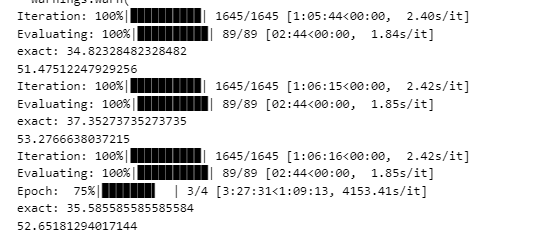 warnings.warn(
Iteration: 100%|██████████| 1645/1645 [1:05:44<00:00,  2.40s/it]
Evaluating: 100%|██████████| 89/89 [02:44<00:00,  1.84s/it]
exact: 34.82328482328482
51.47512247929256
Iteration: 100%|██████████| 1645/1645 [1:06:15<00:00,  2.42s/it]
Evaluating: 100%|██████████| 89/89 [02:44<00:00,  1.85s/it]
exact: 37.35273735273735
53.2766638037215
Iteration: 100%|██████████| 1645/1645 [1:06:16<00:00,  2.42s/it]
Evaluating: 100%|██████████| 89/89 [02:44<00:00,  1.85s/it]
Epoch:  75%|███████▌  | 3/4 [3:27:31<1:09:13, 4153.41s/it]
exact: 35.585585585585584
52.65181294017144